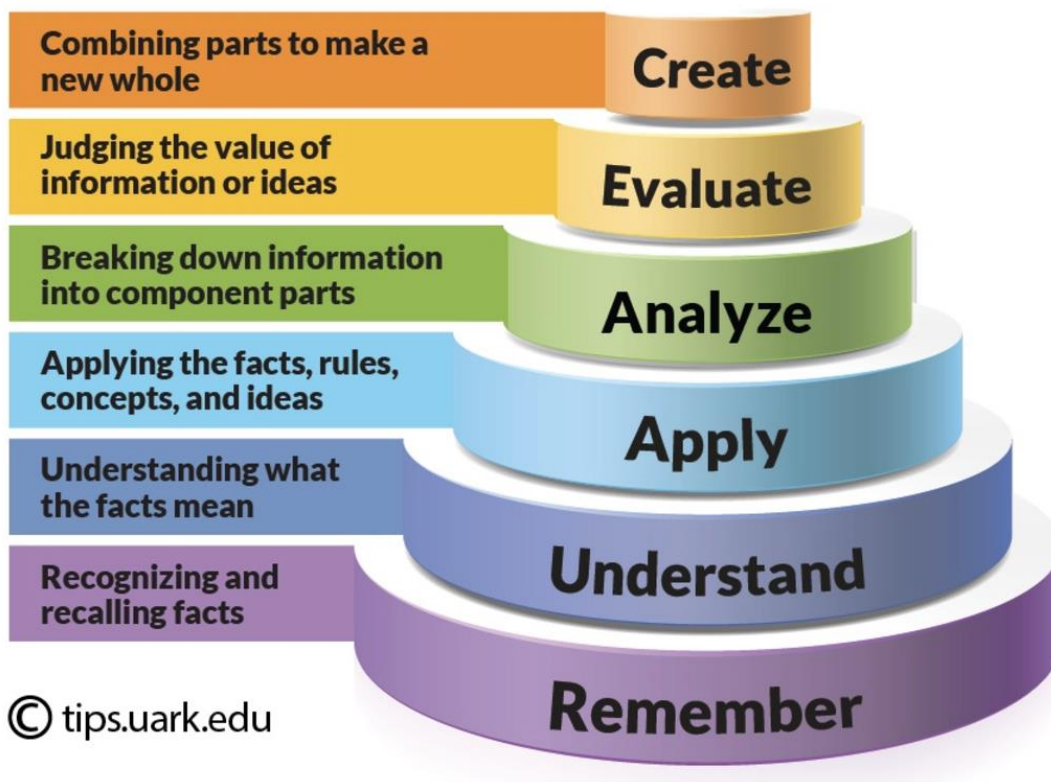 Combining parts to make a
new whole
Create
Judging the value of
information or ideas
Evaluate
Breaking down information
into component parts
Analyze
Applying the facts, rules,
concepts, and ideas
Apply
Understanding what
the facts mean
Understand
Recognizing and
recalling facts
Remember
© tips.uark.edu